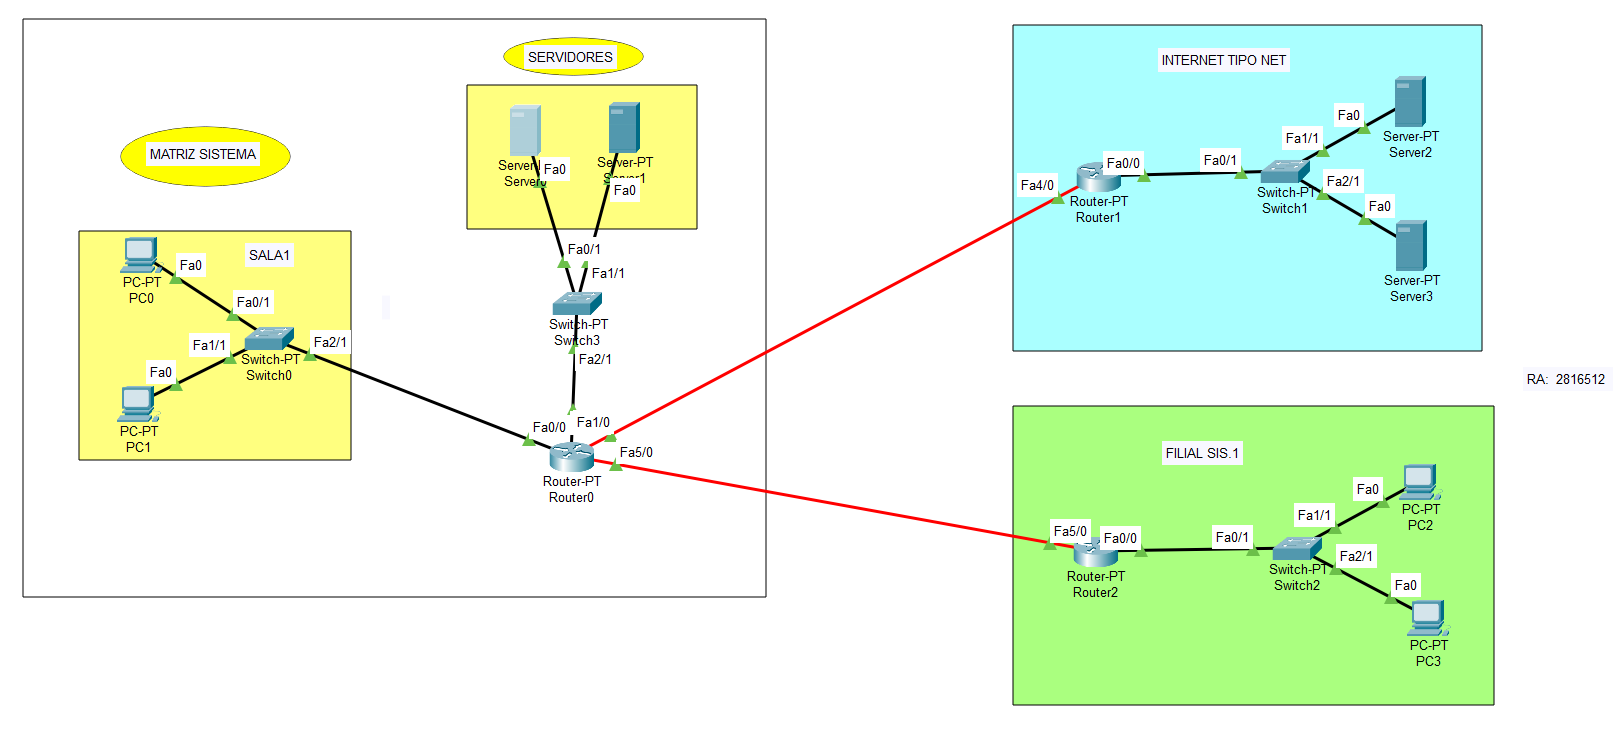 SERVIDORES
MATRIZ SISTEMA
Fa0
Server-PT
Fa0
SALA1
PC-PT
PC0
Fa0
Fa0/1
Fa1/1
Fa2/1
Switch-PT
Switch0
Fa0
PC-PT
PC1
Fa0/1
Fa1/1
Switch-PT
Switch3
Fa2/1
Fa0/0
Fa1/0
Fa5/0
Router-PT
Router0
INTERNET TIPO NET
Fa4/0
Fa0/0
Router-PT
Router1
Fa0/1
Fa1/1
Fa0
Server-PT
Server2
Switch-PT
Switch1
Fa2/1
Fa0
Server-PT
Server3
RA: 2816512
FILIAL SIS.1
Fa5/0
Fa0/0
Router-PT
Router2
Fa0/1
Fa1/1
Fa0
PC-PT
PC2
Switch-PT
Switch2
Fa2/1
Fa0
PC-PT
PC3